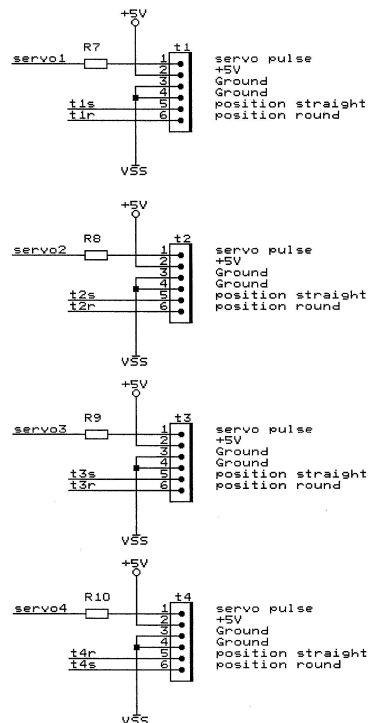 +5V
R7 t1
servo1 1 servo pulse
2 +5V
3 Ground
4 Ground
t1s 5 position straight
t1r 6 position round
VSS
+5V
R8 t2
servo2 1 servo pulse
2 +5V
3 Ground
4 Ground
t2s 5 position straight
t2r 6 position round
VSS
+5V
R9 t3
servo3 1 servo pulse
2 +5V
3 Ground
4 Ground
t3s 5 position straight
t3r 6 position round
VSS
+5V
R10 t4
servo4 1 servo pulse
2 +5V
3 Ground
4 Ground
t4r 5 position straight
t4s 6 position round
VSS